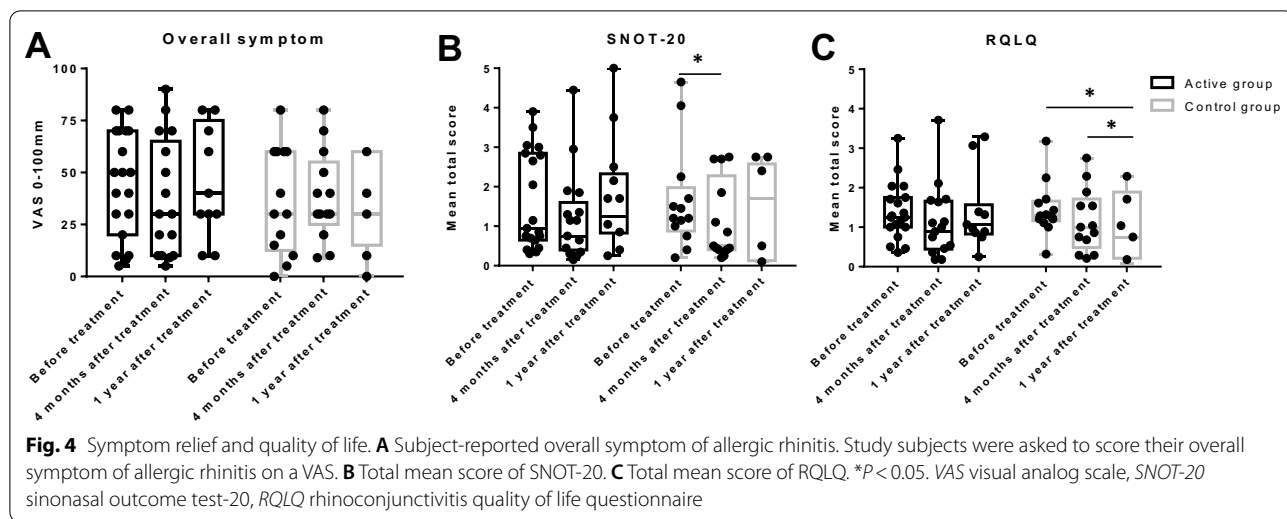 A
Overall symptom
VAS 0-100mm
100
75
50
25
0
Before treatment
4 months after treatment
1 year after treatment
Before treatment
4 months after treatment
1 year after treatment
B
SNOT-20
Mean total score
5
4
3
2
1
0
*
Before treatment
4 months after treatment
1 year after treatment
Before treatment
4 months after treatment
1 year after treatment
C
RQLQ
Mean total score
5
4
3
2
1
0
*
*
Before treatment
4 months after treatment
1 year after treatment
Before treatment
4 months after treatment
1 year after treatment
Active group
Control group
Fig. 4 Symptom relief and quality of life. A Subject-reported overall symptom of allergic rhinitis. Study subjects were asked to score their overall
symptom of allergic rhinitis on a VAS. B Total mean score of SNOT-20. C Total mean score of RQLQ. *P < 0.05. VAS visual analog scale, SNOT-20
sinonasal outcome test-20, RQLQ rhinoconjunctivitis quality of life questionnaire